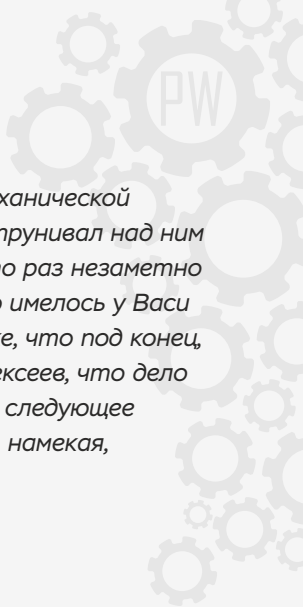 PW
ханической
трунивал над ним
о раз незаметно
о имелось у Васи
е, что под конец,
ексеев, что дело
следующее
намекая,